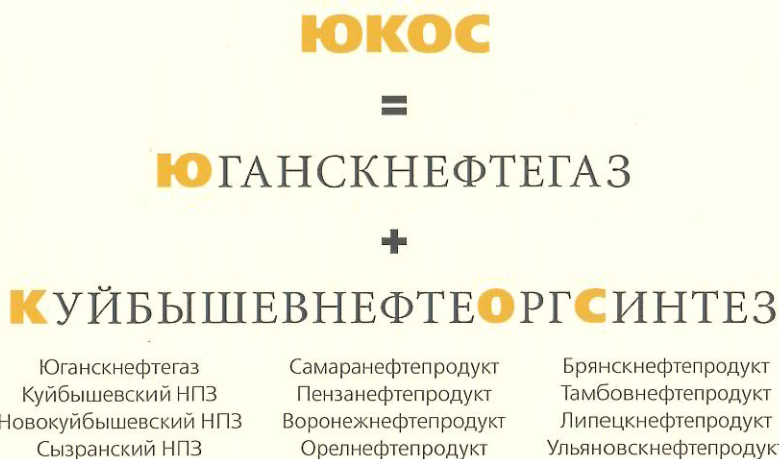 ЮКОС
=
ЮГАНСКНЕФТЕГАЗ
+
КУЙБЫШЕВНЕФТЕОРГСИНТЕЗ
Юганскнефтегаз
Куйбышевский НПЗ
Новокуйбышевский НПЗ
Сызранский НПЗ
Самаранефтепродукт
Пензанефтепродукт
Воронежнефтепродукт
Орелнефтепродукт
Брянскнефтепродукт
Тамбовнефтепродукт
Липецкнефтепродукт
Ульяновскнефтепродукт